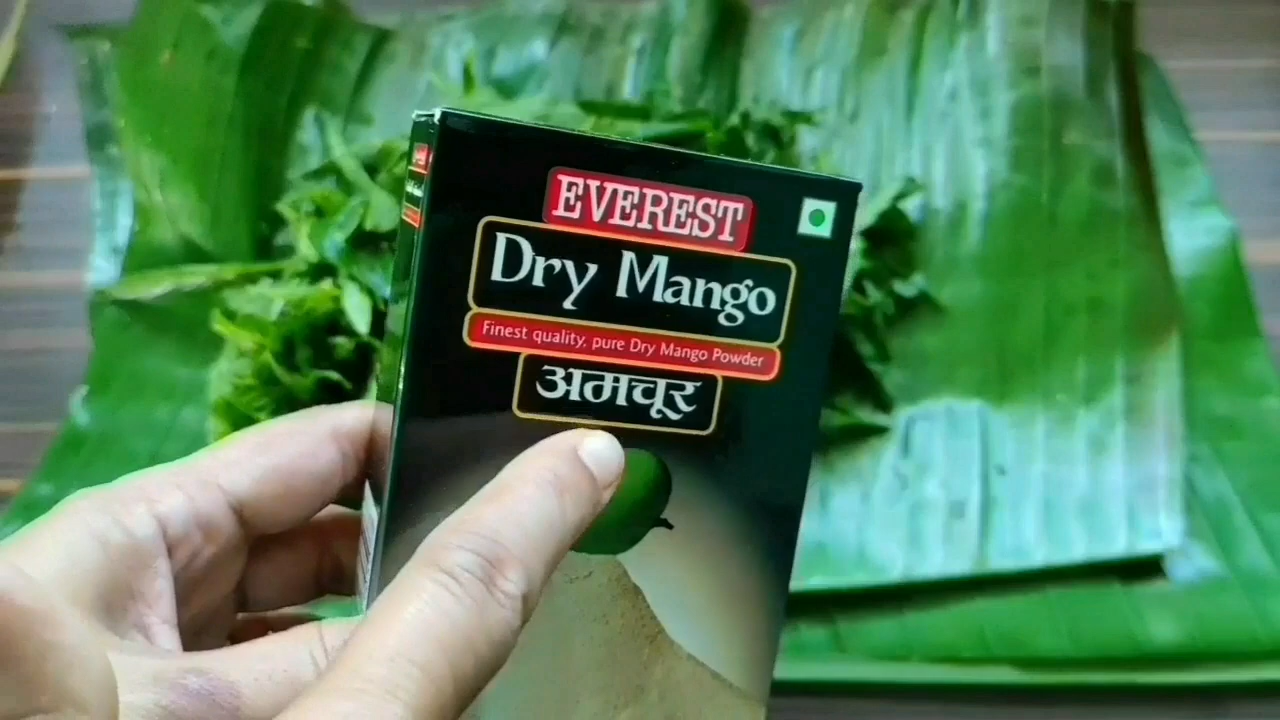 EVEREST
Dry Mango
Finest quality, pure Dry Mango Powder
अमचूर